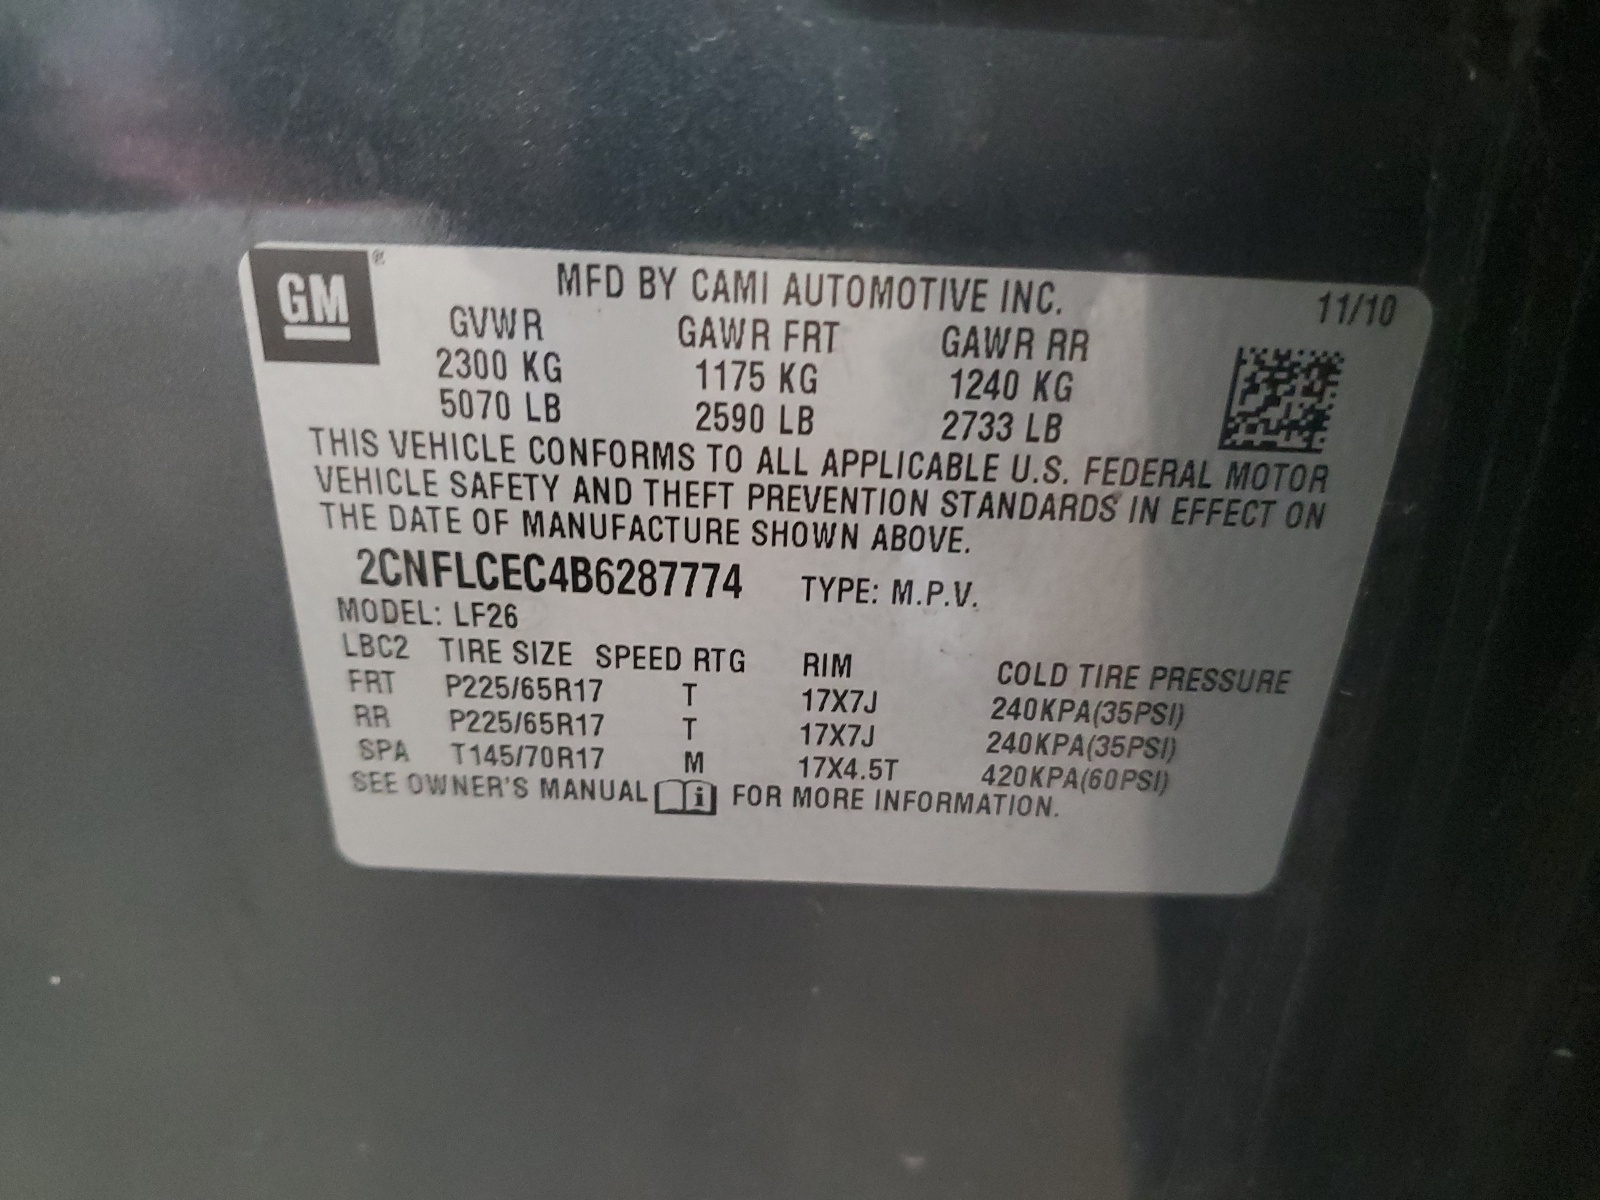 GM ®
MFD BY CAMI AUTOMOTIVE INC. 11/10
GVWR GAWR FRT GAWR RR
2300 KG 1175 KG 1240 KG
5070 LB 2590 LB 2733 LB
THIS VEHICLE CONFORMS TO ALL APPLICABLE U.S. FEDERAL MOTOR
VEHICLE SAFETY AND THEFT PREVENTION STANDARDS IN EFFECT ON
THE DATE OF MANUFACTURE SHOWN ABOVE.
2CNFLCEC4B6287774 TYPE: M.P.V.
MODEL: LF26
LBC2 TIRE SIZE SPEED RTG RIM COLD TIRE PRESSURE
FRT P225/65R17 T 17X7J 240KPA(35PSI)
RR P225/65R17 T 17X7J 240KPA(35PSI)
SPA T145/70R17 M 17X4.5T 420KPA(60PSI)
SEE OWNER'S MANUAL i FOR MORE INFORMATION.